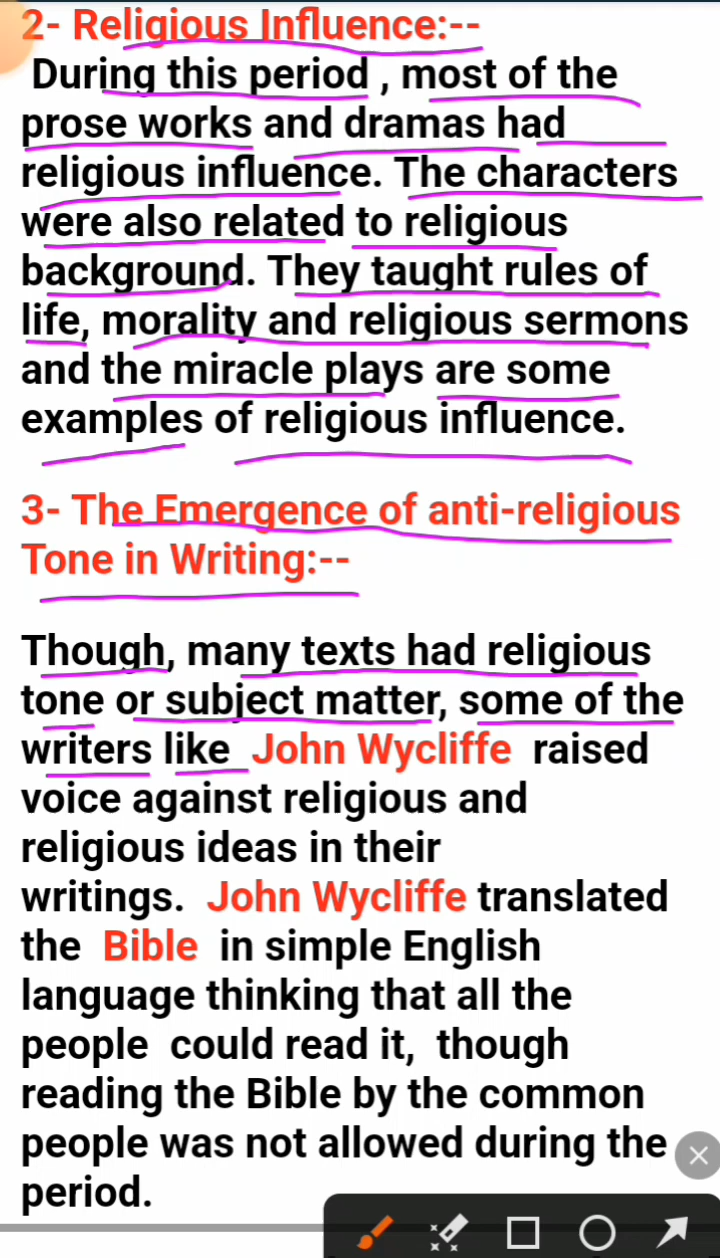 2- Religious Influence:--
During this period , most of the
prose works and dramas had
religious influence. The characters
were also related to religious
background. They taught rules of
life, morality and religious sermons
and the miracle plays are some
examples of religious influence.
3- The Emergence of anti-religious
Tone in Writing:--
Though, many texts had religious
tone or subject matter, some of the
writers like John Wycliffe raised
voice against religious and
religious ideas in their
writings. John Wycliffe translated
the Bible in simple English
language thinking that all the
people could read it, though
reading the Bible by the common
people was not allowed during the
period.